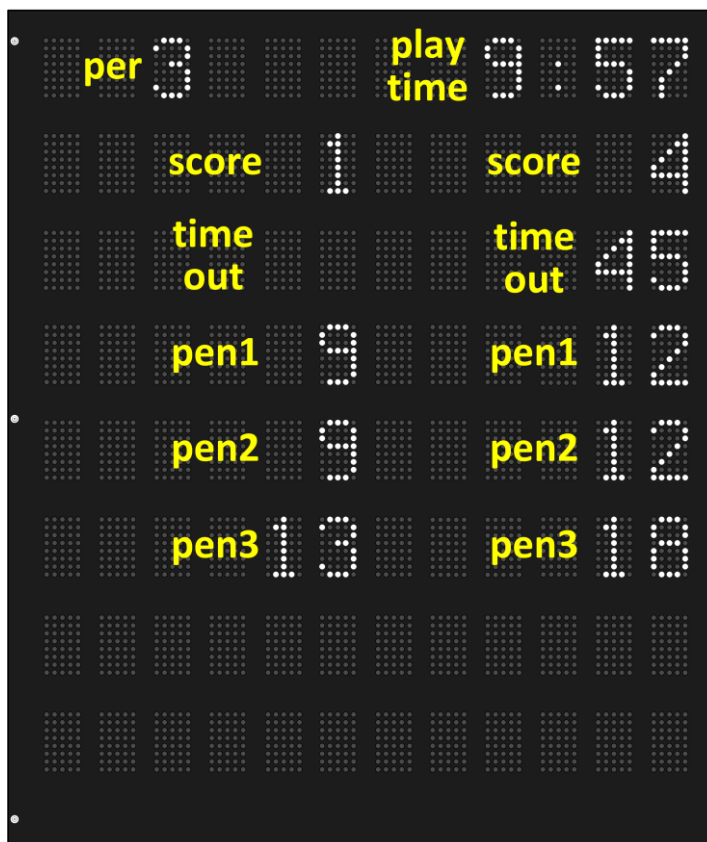 per 3 play time 9:57
score 1 score 4
time out time out 45
pen1 9 pen1 12
pen2 9 pen2 12
pen3 13 pen3 18